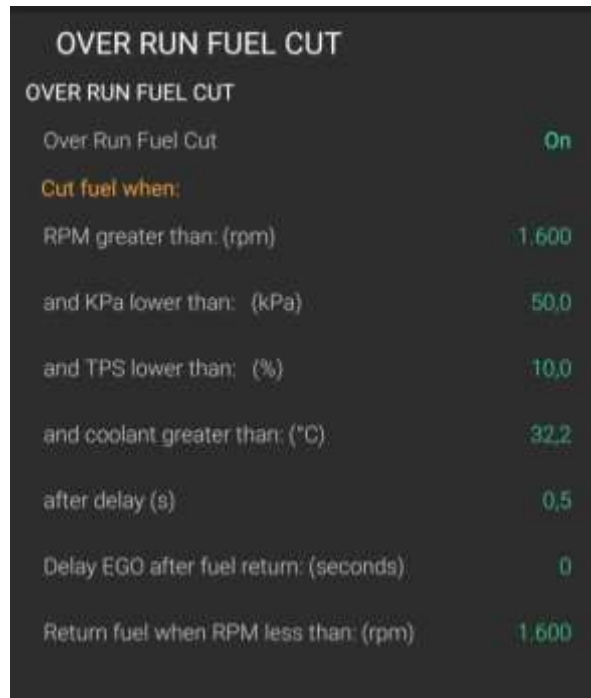 OVER RUN FUEL CUT
OVER RUN FUEL CUT
Over Run Fuel Cut On
Cut fuel when:
RPM greater than: (rpm) 1.600
and KPa lower than: (kPa) 50,0
and TPS lower than: (%) 10,0
and coolant greater than: (°C) 32,2
after delay (s) 0,5
Delay EGO after fuel return: (seconds) 0
Return fuel when RPM less than: (rpm) 1.600